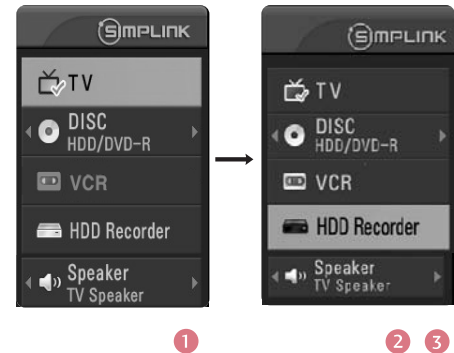 SIMPLINK
TV
DISC
HDD/DVD-R
VCR
HDD Recorder
Speaker
TV Speaker
1
SIMPLINK
TV
DISC
HDD/DVD-R
VCR
HDD Recorder
Speaker
TV Speaker
2 3